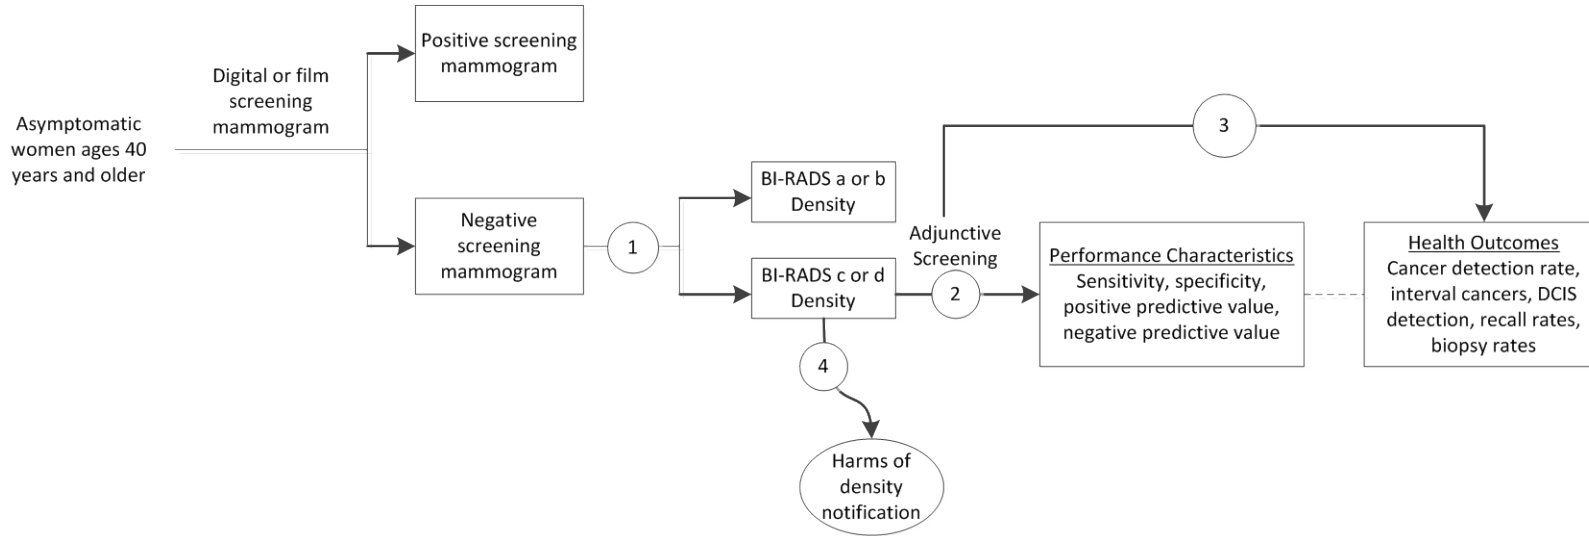 Asymptomatic
women ages 40
years and older
Digital or film
screening
mammogram
Positive screening
mammogram
Negative
screening
mammogram
1
BI-RADS a or b
Density
BI-RADS c or d
Density
4
Harms of
density
notification
Adjunctive
Screening
2
3
Performance Characteristics
Sensitivity, specificity,
positive predictive value,
negative predictive value
Health Outcomes
Cancer detection rate,
interval cancers, DCIS
detection, recall rates,
biopsy rates